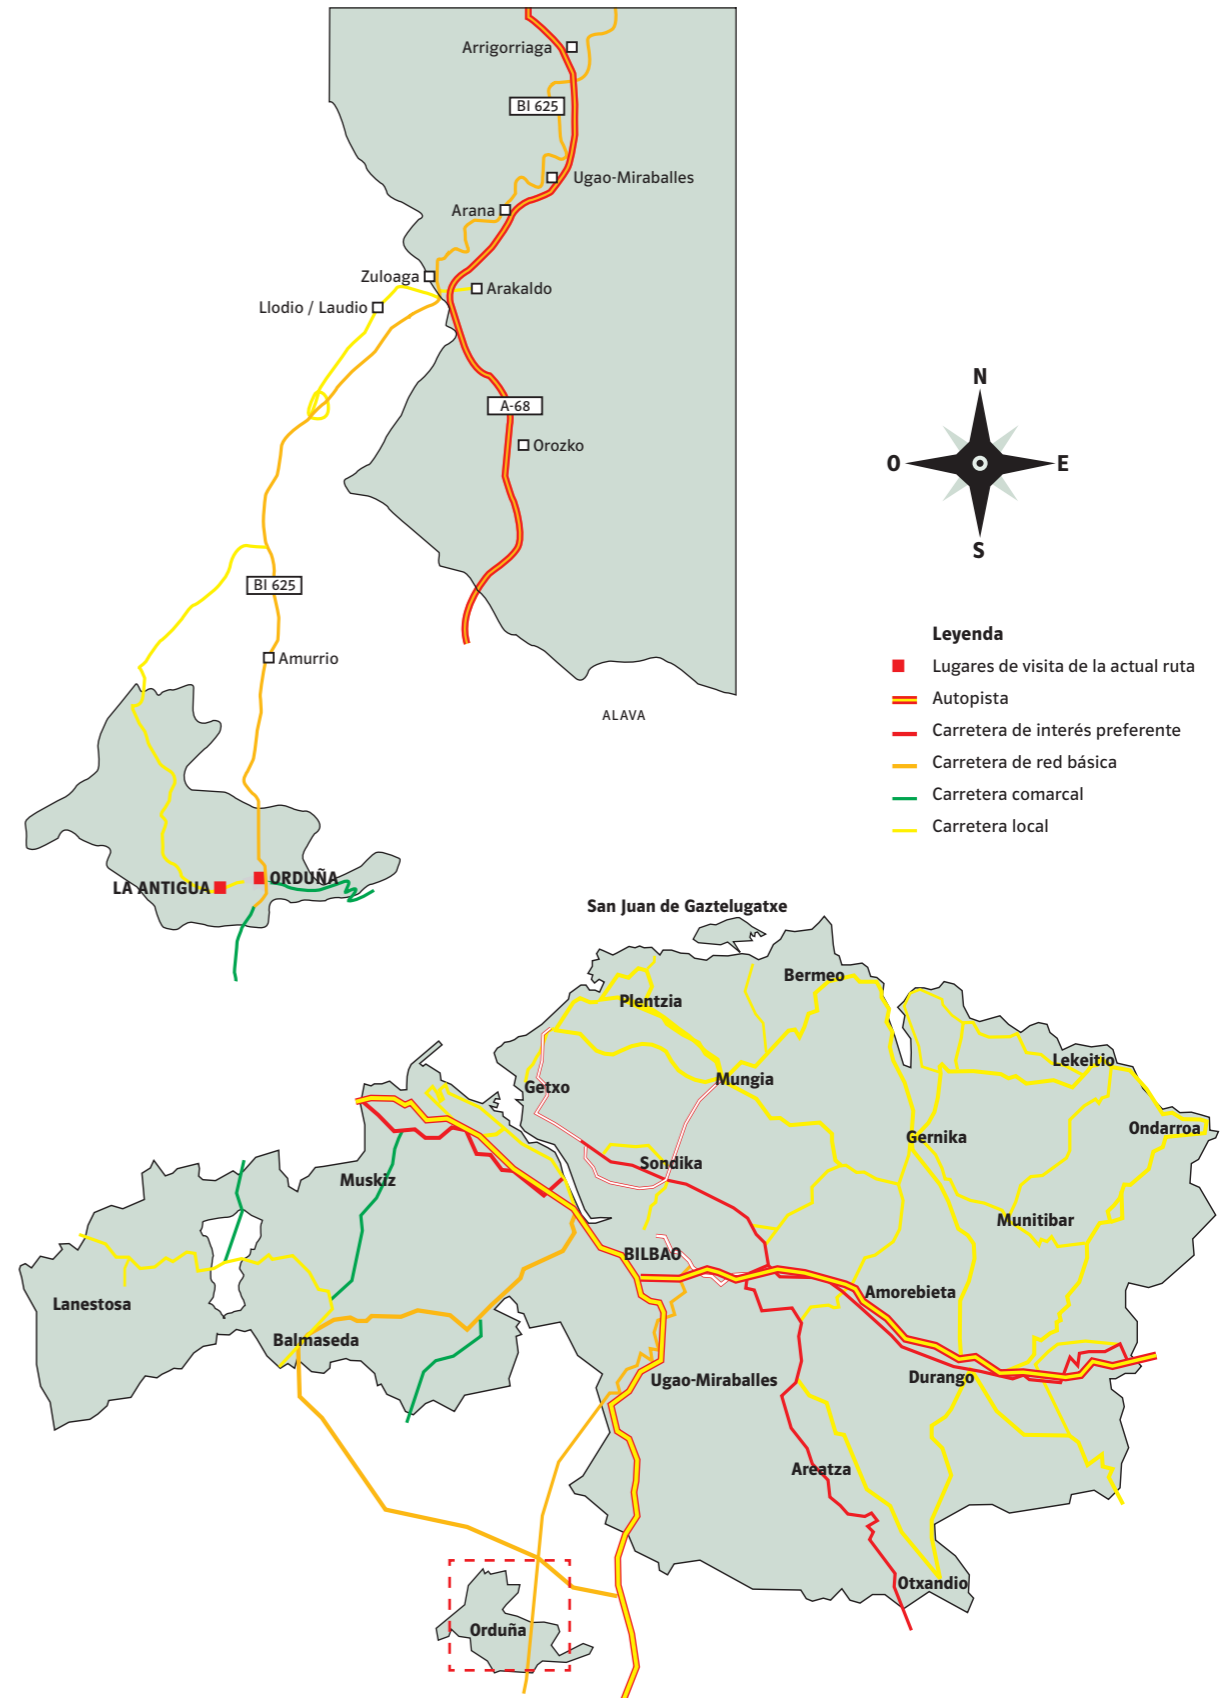 Arrigorriaga
BI 625
Ugao-Miraballes
Arana
Zuloaga
Arakaldo
Llodio / Laudio
A-68
Orozko
BI 625
Amurrio
ALAVA
LA ANTIGUA
ORDUÑA
N
O
E
S
Leyenda
Lugares de visita de la actual ruta
Autopista
Carretera de interés preferente
Carretera de red básica
Carretera comarcal
Carretera local
San Juan de Gaztelugatxe
Bermeo
Plentzia
Lekeitio
Mungia
Getxo
Ondarroa
Gernika
Sondika
Muskiz
Munitibar
BILBAO
Amorebieta
Lanestosa
Balmaseda
Durango
Ugao-Miraballes
Areatza
Otxandio
Orduña